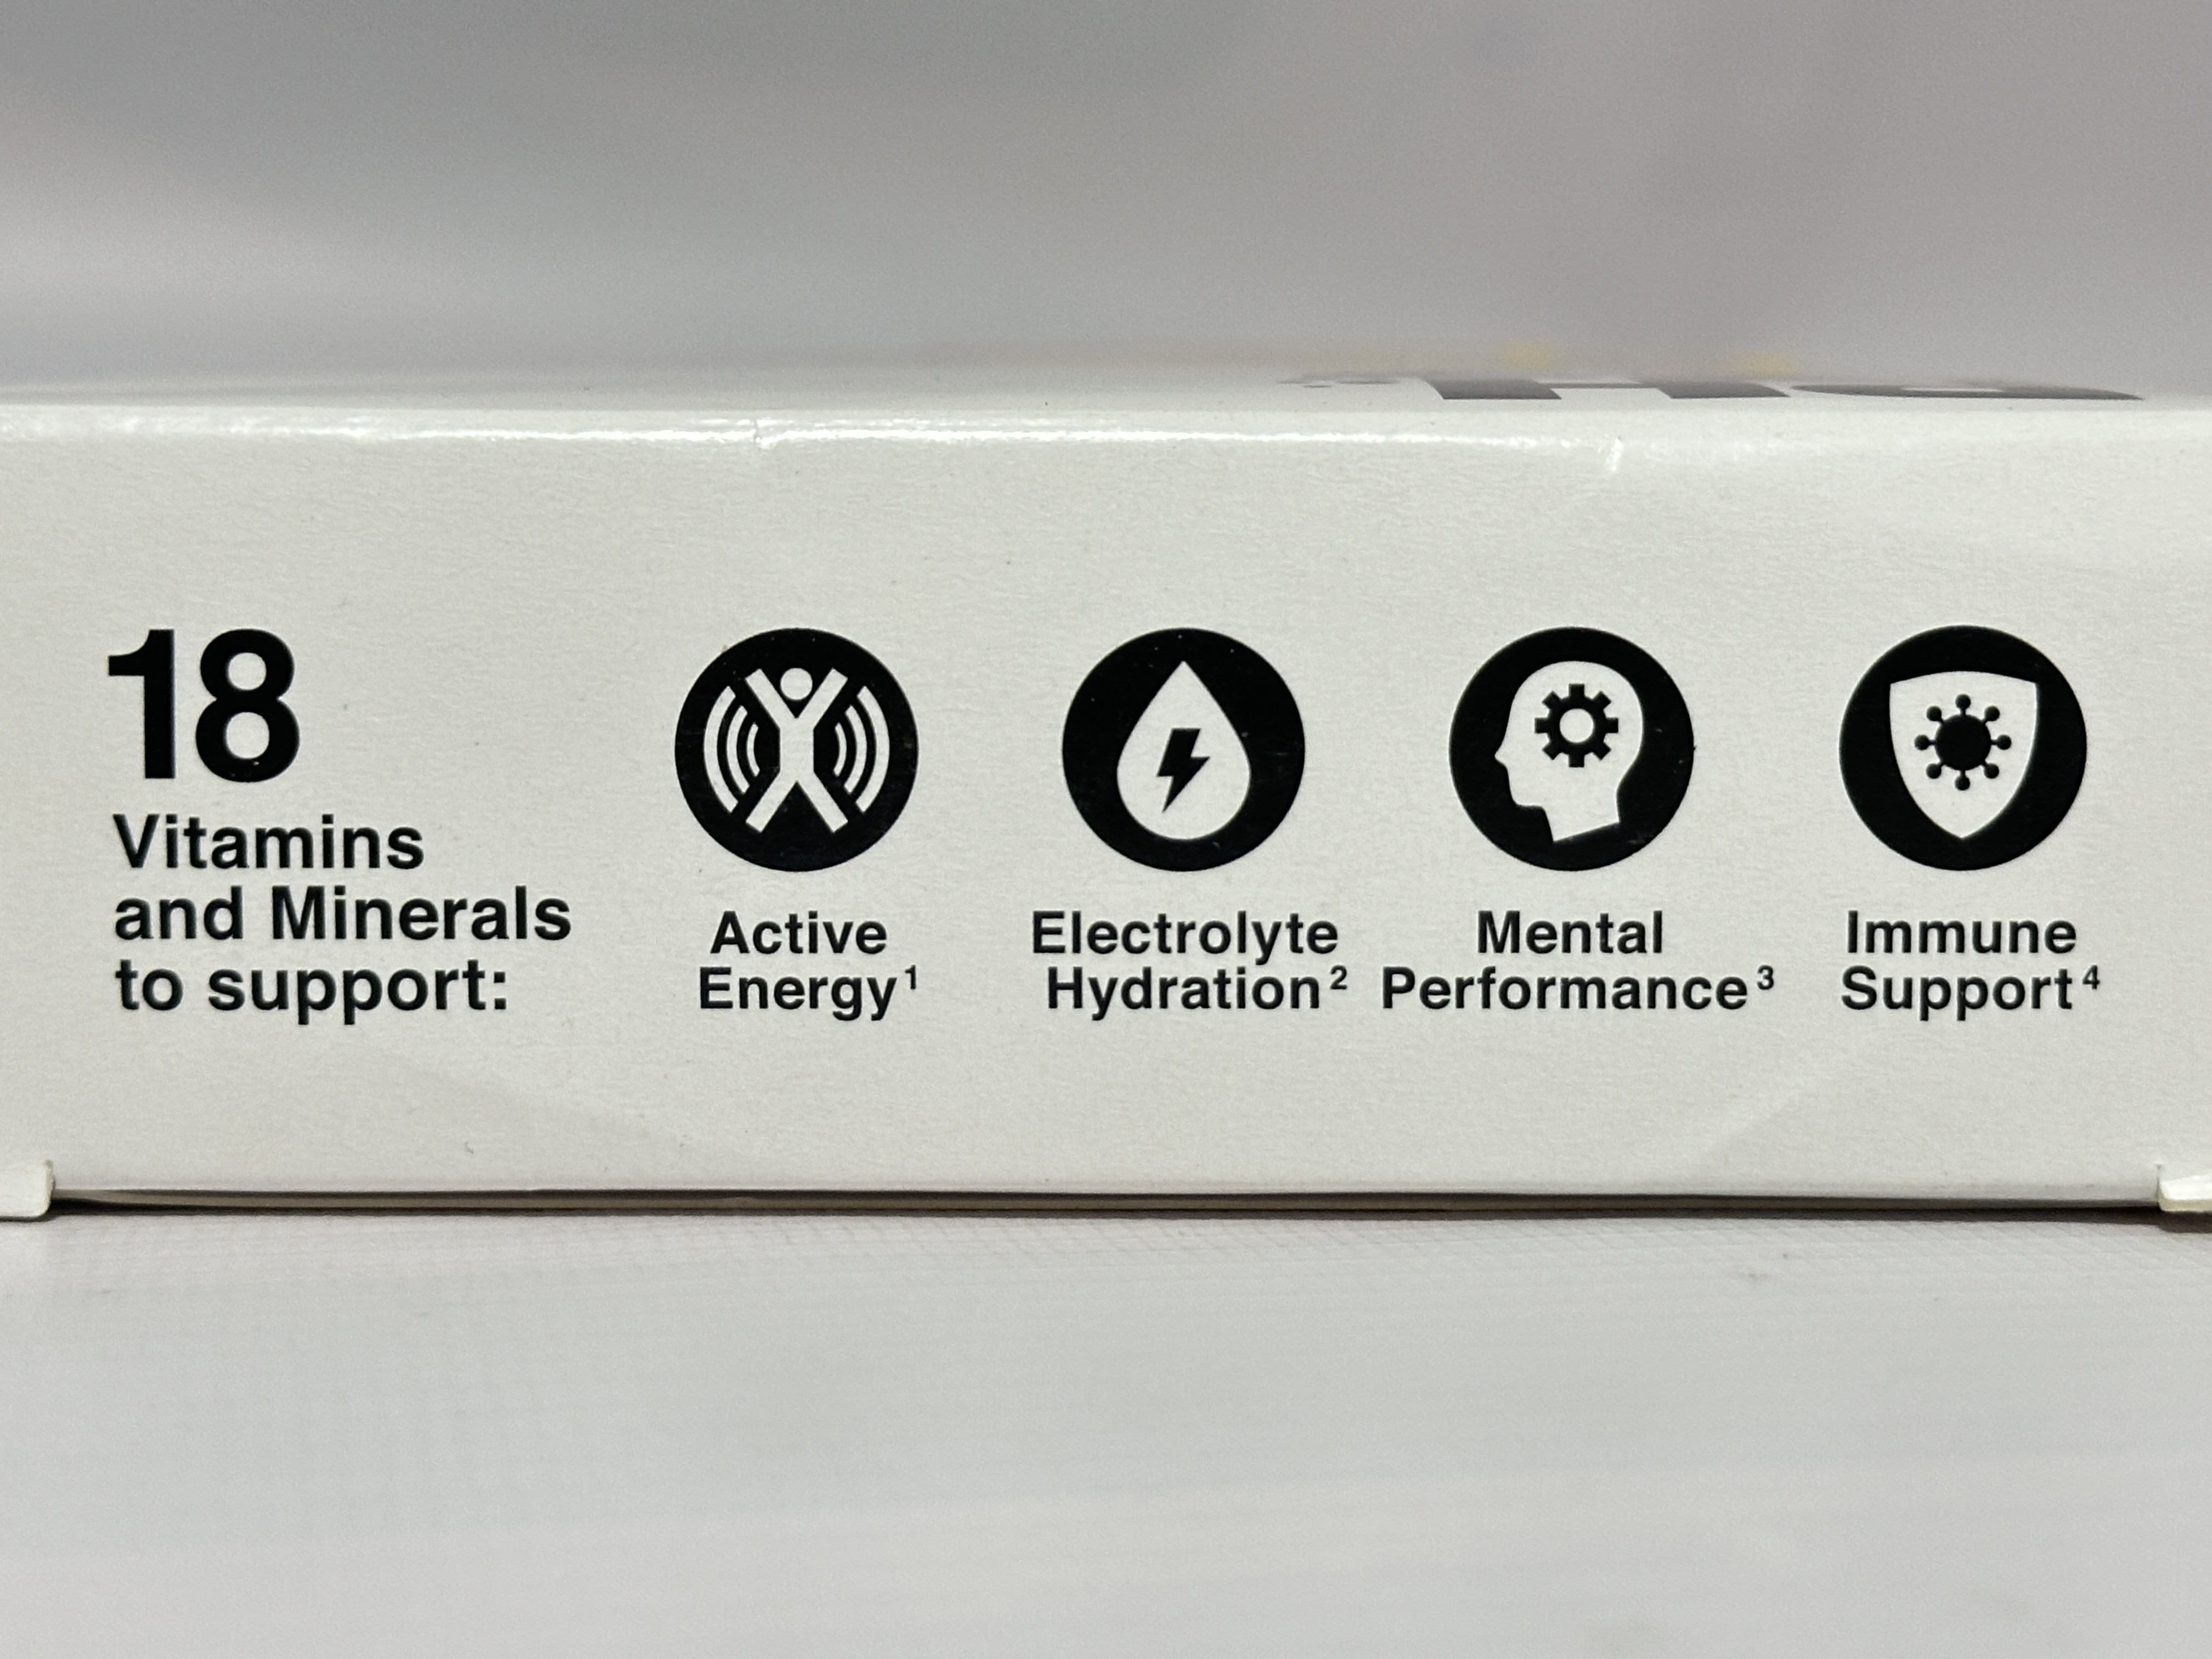 18
Vitamins
and Minerals
to support:
Active
Energy¹
Electrolyte
Hydration²
Mental
Performance³
Immune
Support⁴